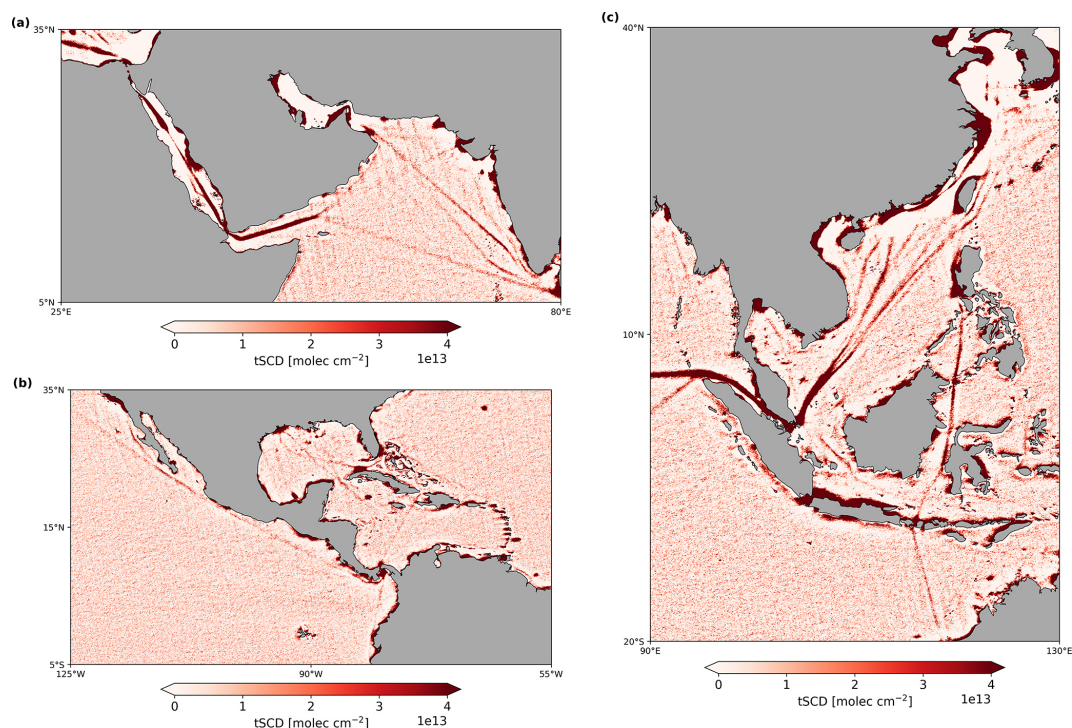 (a)
35°N
5°N
25°E
80°E
0 1 2 3 4
tSCD [molec cm⁻²]
1e13
(b)
35°N
15°N
5°S
125°W
90°W
55°W
0 1 2 3 4
tSCD [molec cm⁻²]
1e13
(c)
40°N
10°N
20°S
90°E
130°E
0 1 2 3 4
tSCD [molec cm⁻²]
1e13